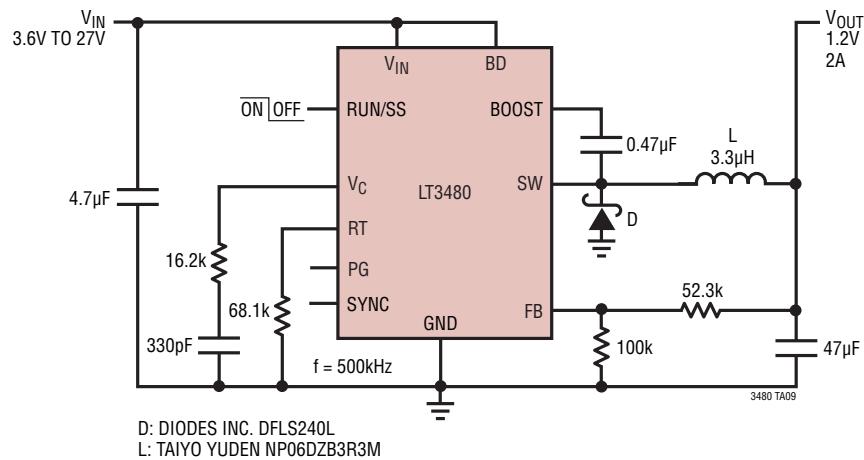 VIN
3.6V TO 27V
VOUT
1.2V
2A
VIN
BD
ON OFF
RUN/SS
BOOST
0.47µF
L
3.3µH
4.7µF
VC
LT3480
SW
D
RT
16.2k
PG
68.1k
SYNC
FB
52.3k
GND
330pF
f = 500kHz
100k
47µF
3480 TA09
D: DIODES INC. DFLS240L
L: TAIYO YUDEN NP06DZB3R3M